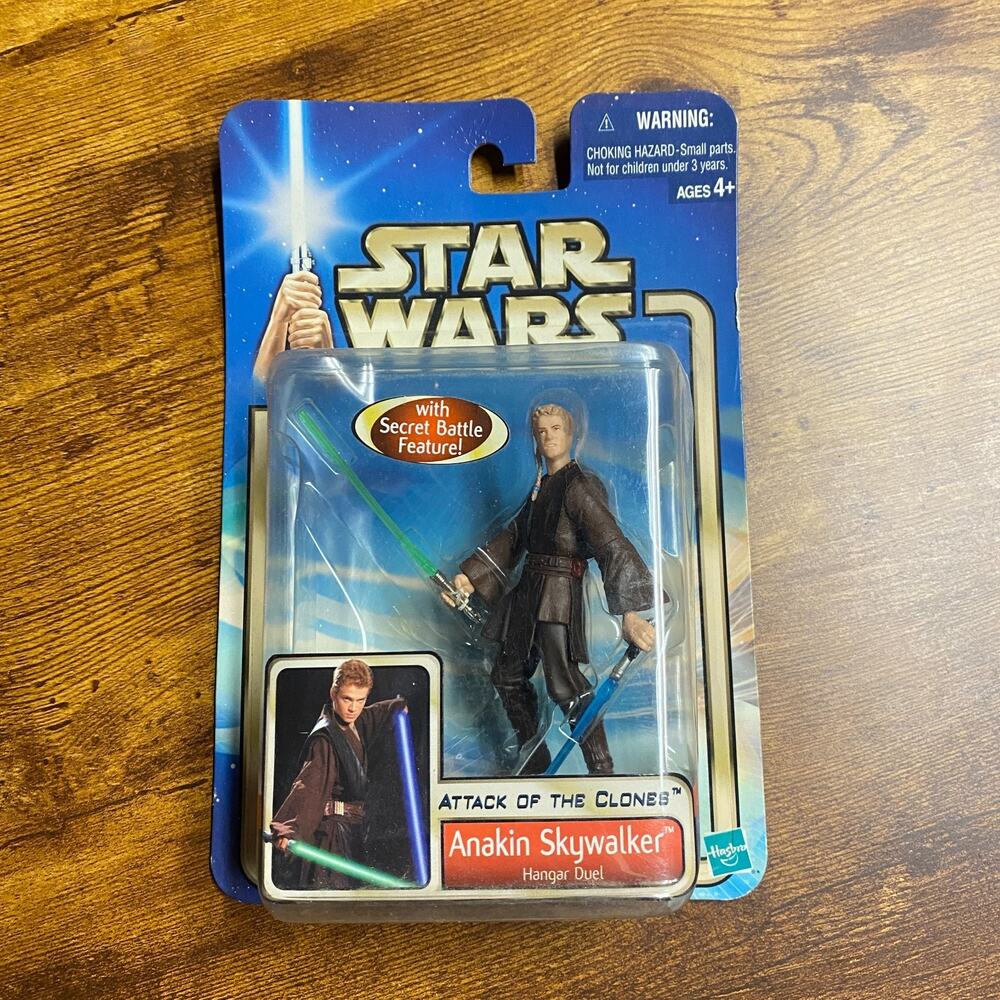 WARNING:
CHOKING HAZARD-Small parts.
Not for children under 3 years.
AGES 4+
STAR
WARS
with
Secret Battle
Feature!
ATTACK OF THE CLONES™
Anakin Skywalker™
Hangar Duel
Hasbro